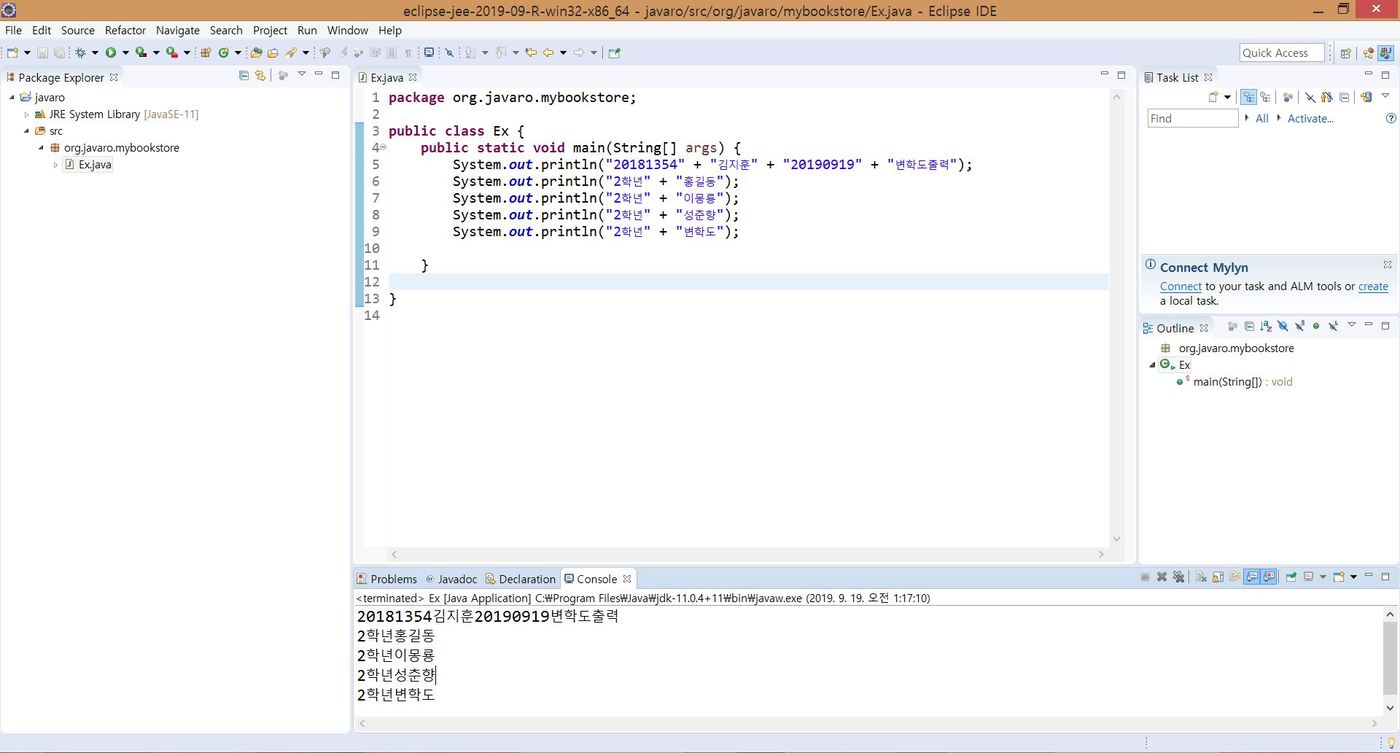 eclipse-jee-2019-09-R-win32-x86_64 - javaro/src/org/javaro/mybookstore/Ex.java - Eclipse IDE
File Edit Source Refactor Navigate Search Project Run Window Help
Quick Access
Package Explorer
javaro
JRE System Library [JavaSE-11]
src
org.javaro.mybookstore
Ex.java
Ex.java
1 package org.javaro.mybookstore;
2
3 public class Ex {
4 public static void main(String[] args) {
5 System.out.println("20181354" + "김지훈" + "20190919" + "변학도출력");
6 System.out.println("2학년" + "홍길동");
7 System.out.println("2학년" + "이몽룡");
8 System.out.println("2학년" + "성춘향");
9 System.out.println("2학년" + "변학도");
10
11 }
12
13 }
14
Task List
Find All Activate...
Connect Mylyn
Connect to your task and ALM tools or create
a local task.
Outline
org.javaro.mybookstore
Ex
main(String[]) : void
Problems Javadoc Declaration Console
<terminated> Ex [Java Application] C:₩Program Files₩Java₩jdk-11.0.4+11₩bin₩javaw.exe (2019. 9. 19. 오전 1:17:10)
20181354김지훈20190919변학도출력
2학년홍길동
2학년이몽룡
2학년성춘향
2학년변학도